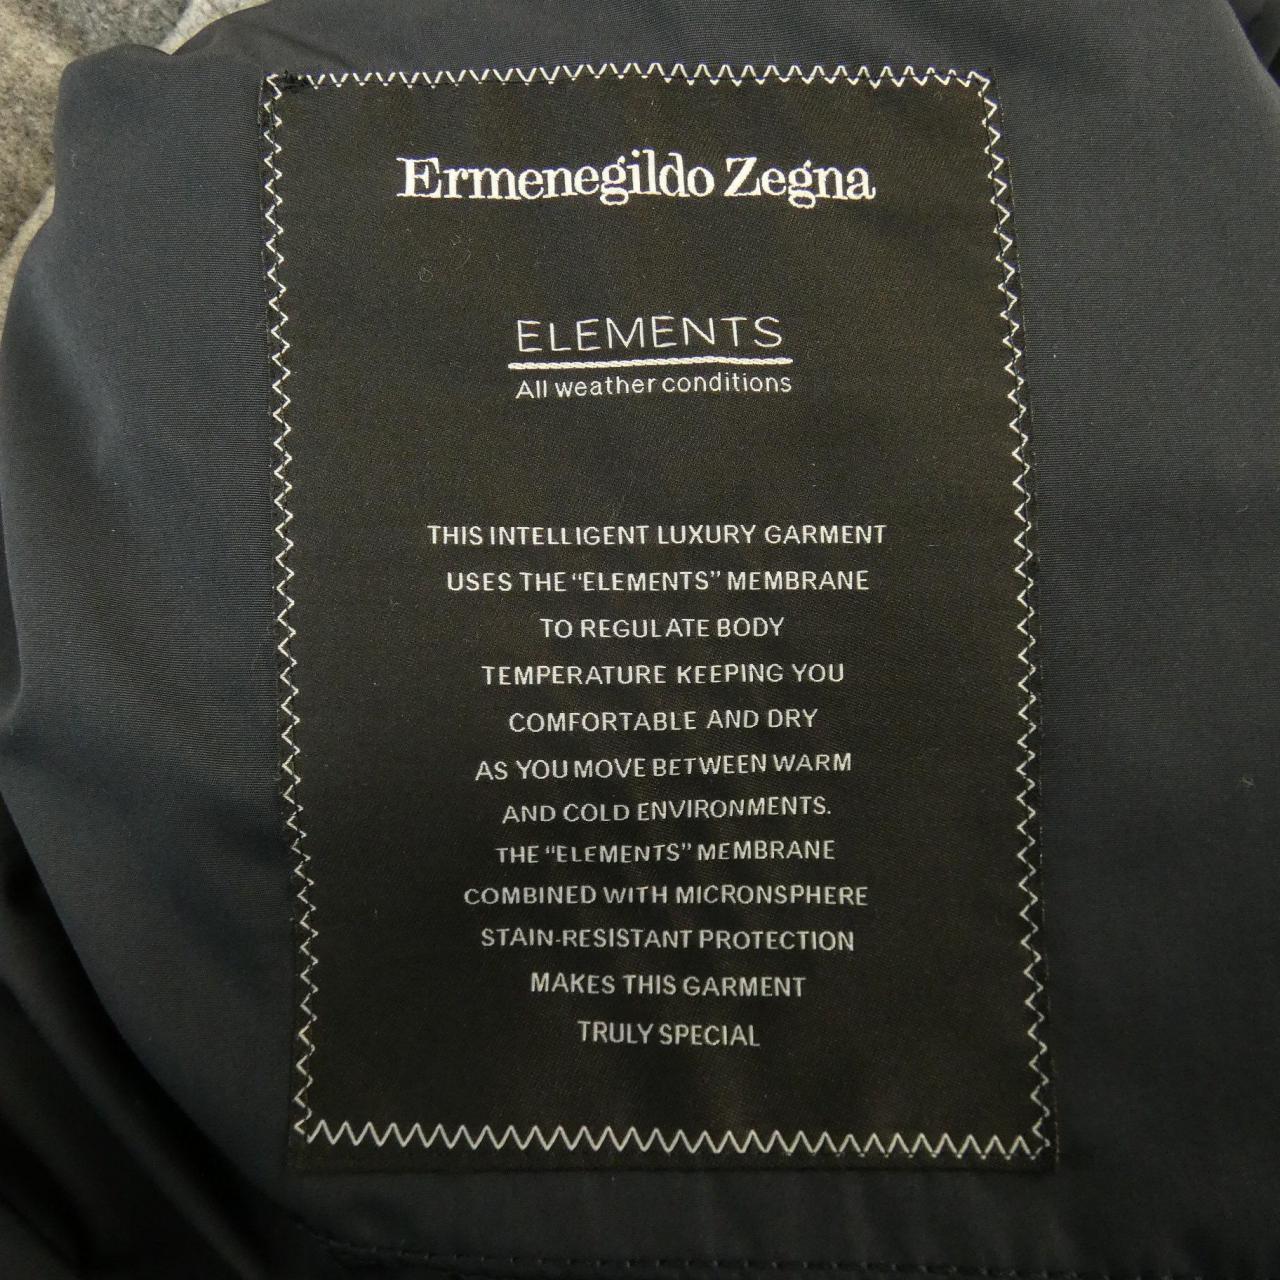 Ermenegildo Zegna
ELEMENTS
All weather conditions
THIS INTELLIGENT LUXURY GARMENT
USES THE “ELEMENTS” MEMBRANE
TO REGULATE BODY
TEMPERATURE KEEPING YOU
COMFORTABLE AND DRY
AS YOU MOVE BETWEEN WARM
AND COLD ENVIRONMENTS.
THE “ELEMENTS” MEMBRANE
COMBINED WITH MICRONSPHERE
STAIN-RESISTANT PROTECTION
MAKES THIS GARMENT
TRULY SPECIAL